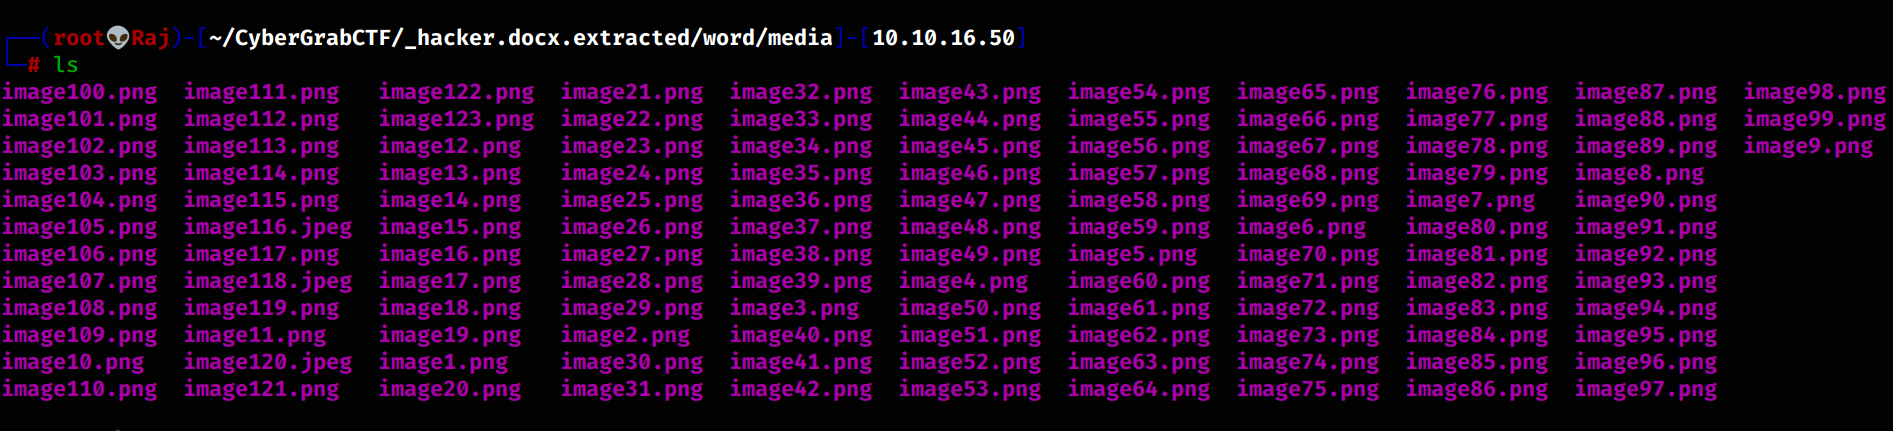 (root👽Raj)-[~/CyberGrabCTF/_hacker.docx.extracted/word/media]-[10.10.16.50]
# ls
image100.png image111.png image122.png image21.png image32.png image43.png image54.png image65.png image76.png image87.png image98.png
image101.png image112.png image123.png image22.png image33.png image44.png image55.png image66.png image77.png image88.png image99.png
image102.png image113.png image12.png image23.png image34.png image45.png image56.png image67.png image78.png image89.png image9.png
image103.png image114.png image13.png image24.png image35.png image46.png image57.png image68.png image79.png image8.png
image104.png image115.png image14.png image25.png image36.png image47.png image58.png image69.png image7.png image90.png
image105.png image116.jpeg image15.png image26.png image37.png image48.png image59.png image6.png image80.png image91.png
image106.png image117.png image16.png image27.png image38.png image49.png image5.png image70.png image81.png image92.png
image107.png image118.jpeg image17.png image28.png image39.png image4.png image60.png image71.png image82.png image93.png
image108.png image119.png image18.png image29.png image3.png image50.png image61.png image72.png image83.png image94.png
image109.png image11.png image19.png image2.png image40.png image51.png image62.png image73.png image84.png image95.png
image10.png image120.jpeg image1.png image30.png image41.png image52.png image63.png image74.png image85.png image96.png
image110.png image121.png image20.png image31.png image42.png image53.png image64.png image75.png image86.png image97.png